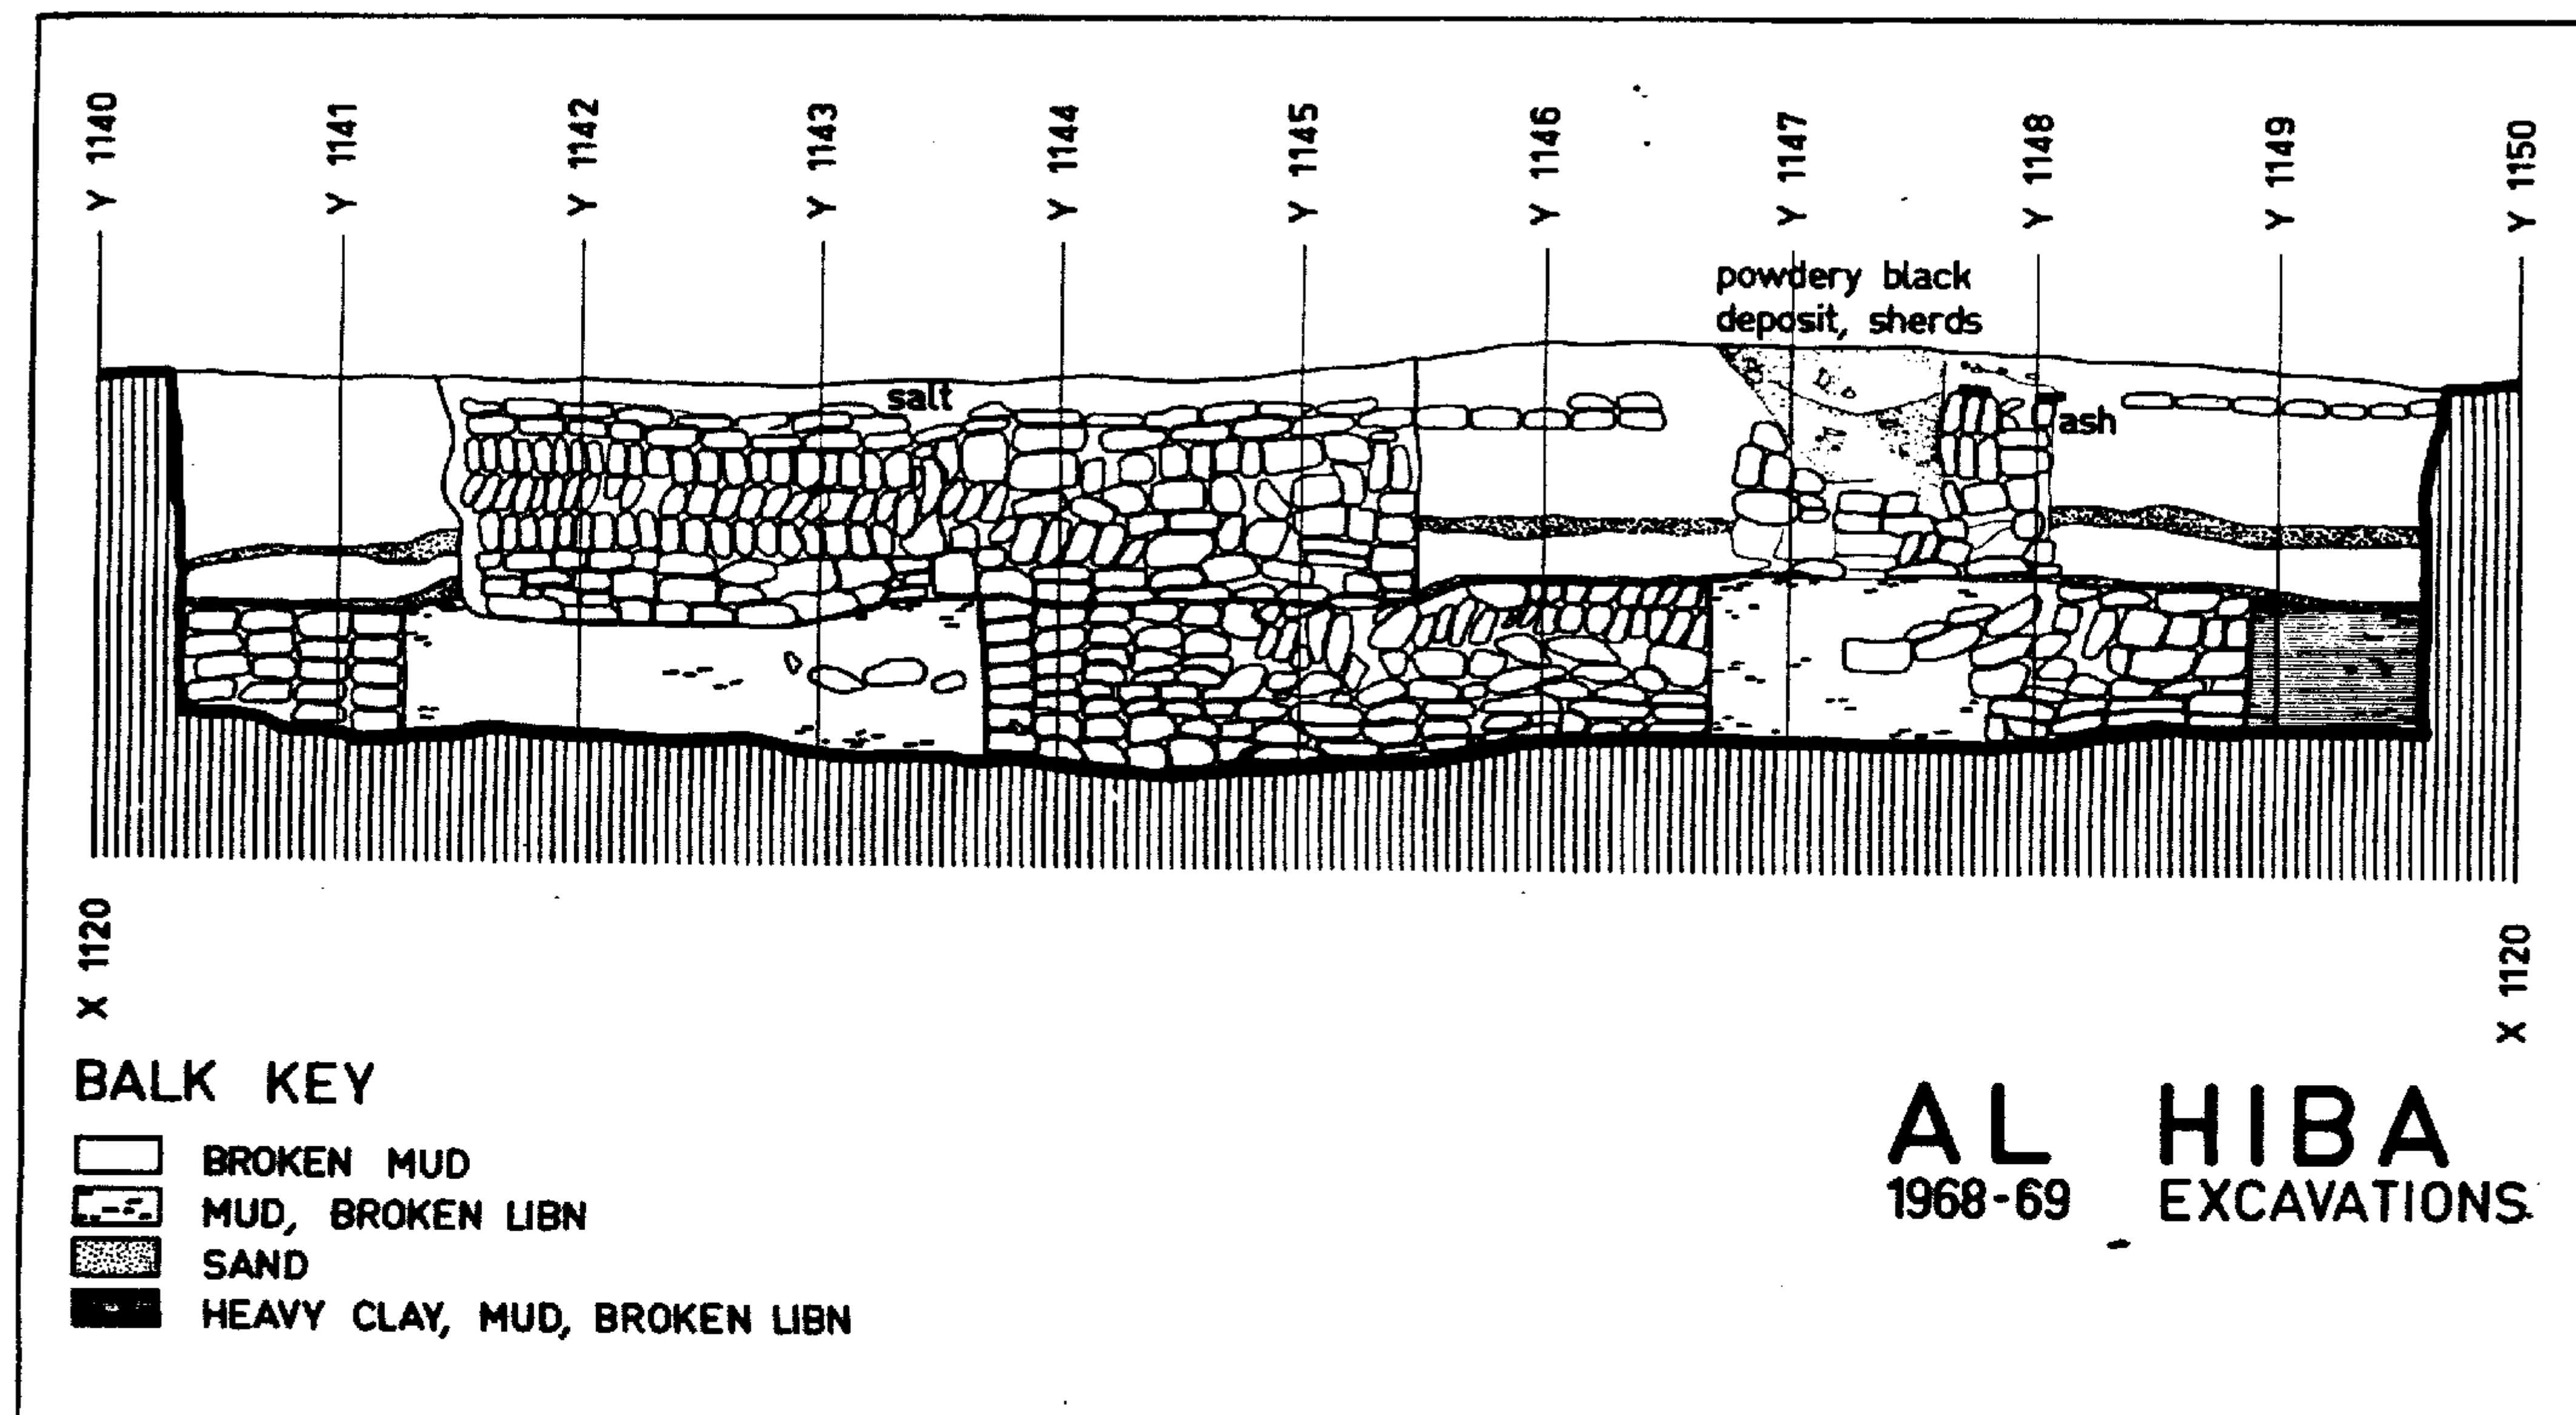 Y 1140
Y 1141
Y 1142
Y 1143
Y 1144
Y 1145
Y 1146
Y 1147
Y 1148
Y 1149
Y 1150
powdery black
deposit, sherds
salt
ash
X 1120
X 1120
BALK KEY
BROKEN MUD
MUD, BROKEN LIBN
SAND
HEAVY CLAY, MUD, BROKEN LIBN
AL HIBA
1968-69 EXCAVATIONS